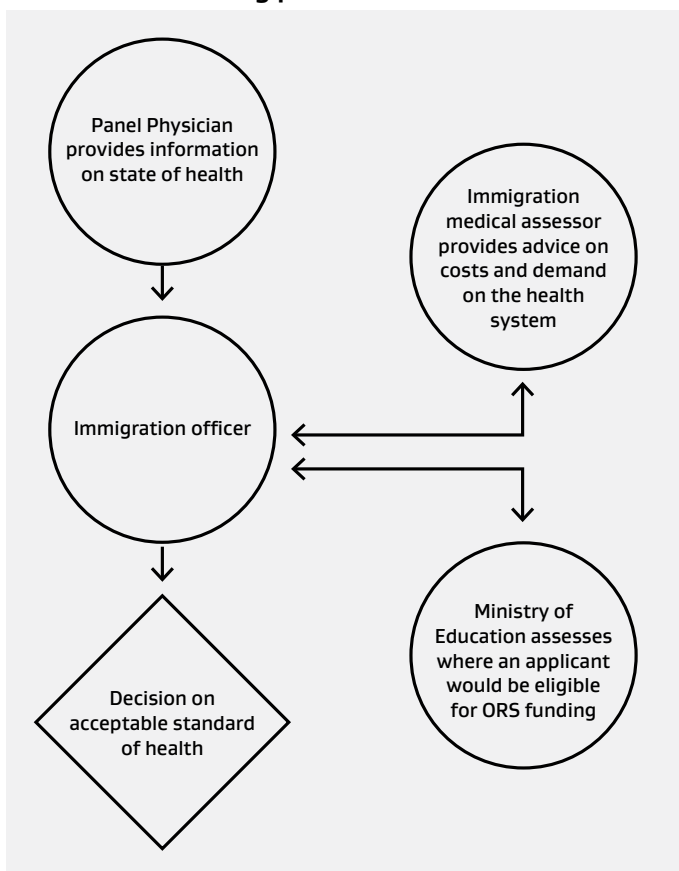 Panel Physician
provides information
on state of health
Immigration
medical assessor
provides advice on
costs and demand
on the health
system
Immigration officer
Ministry of
Education assesses
where an applicant
would be eligible
for ORS funding
Decision on
acceptable standard
of health